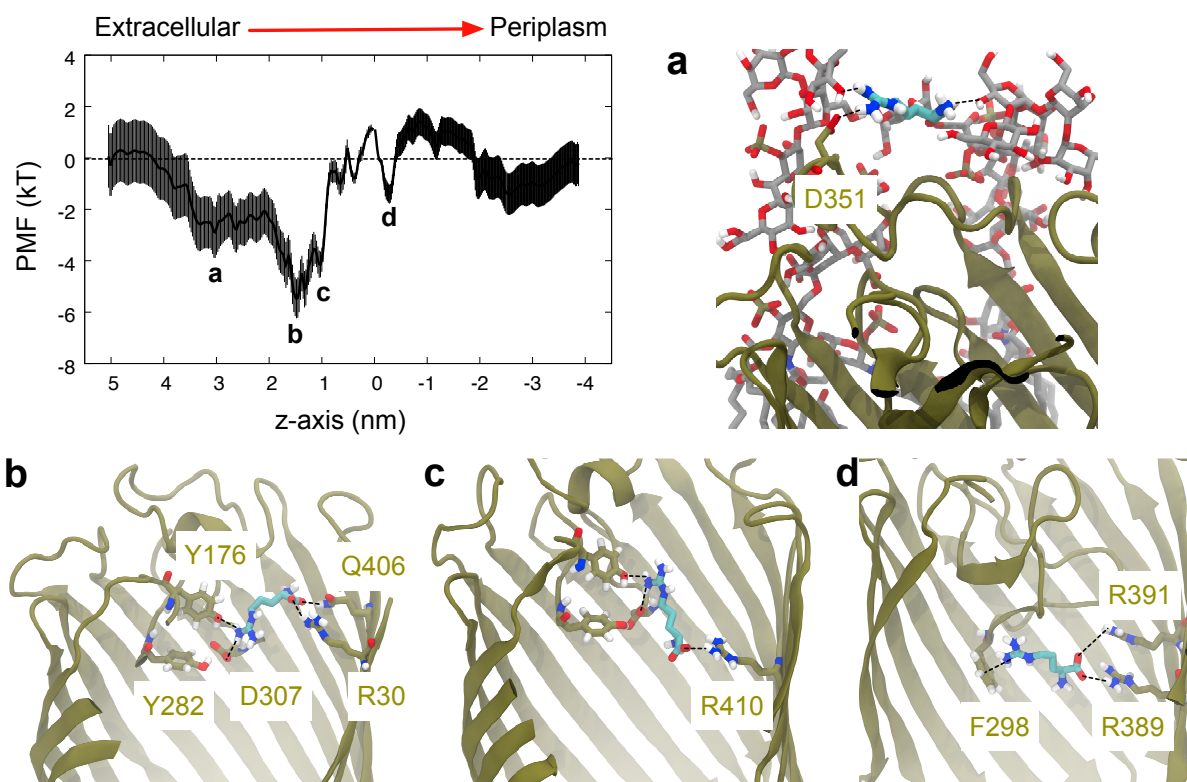 Extracellular Periplasm
4
2
0
-2
-4
-6
-8
PMF (kT)
a
b
c
d
5 4 3 2 1 0 -1 -2 -3 -4
z-axis (nm)
a
D351
b
Y176
Q406
Y282
D307
R30
c
R410
d
R391
F298
R389